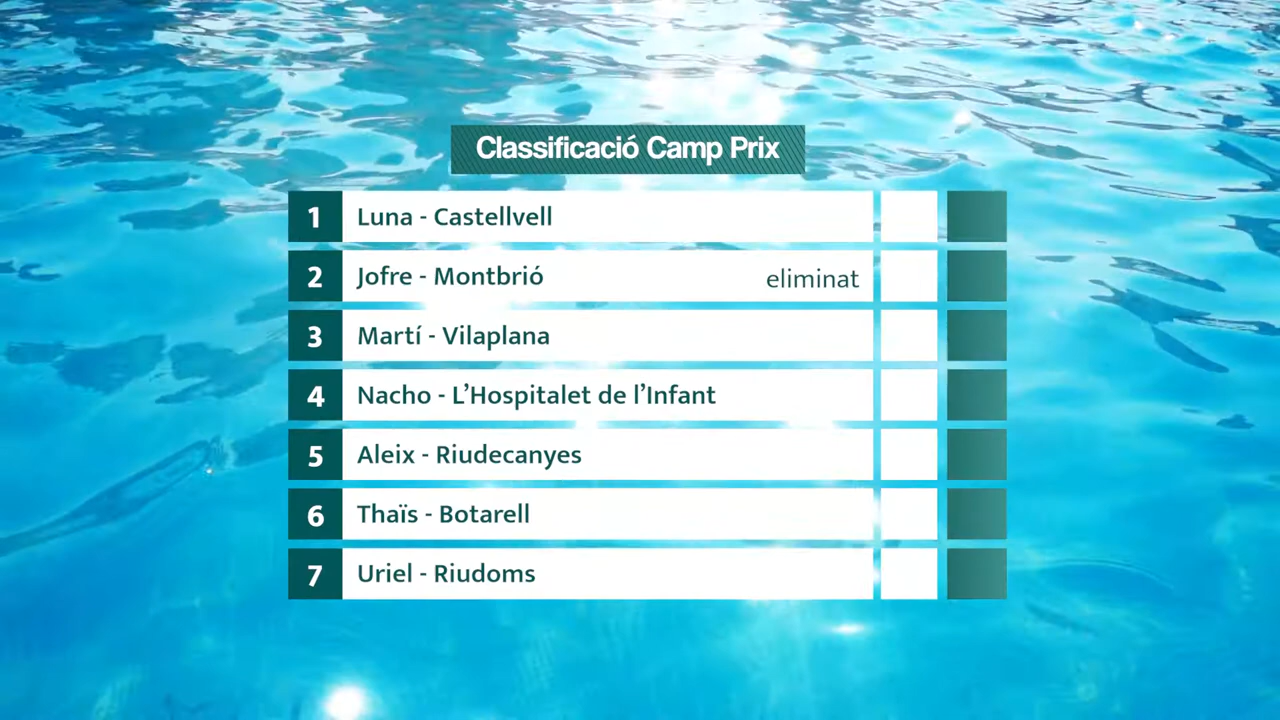 Classificació Camp Prix
1 Luna - Castellvell
2 Jofre - Montbrió eliminat
3 Martí - Vilaplana
4 Nacho - L’Hospitalet de l’Infant
5 Aleix - Riudecanyes
6 Thaïs - Botarell
7 Uriel - Riudoms